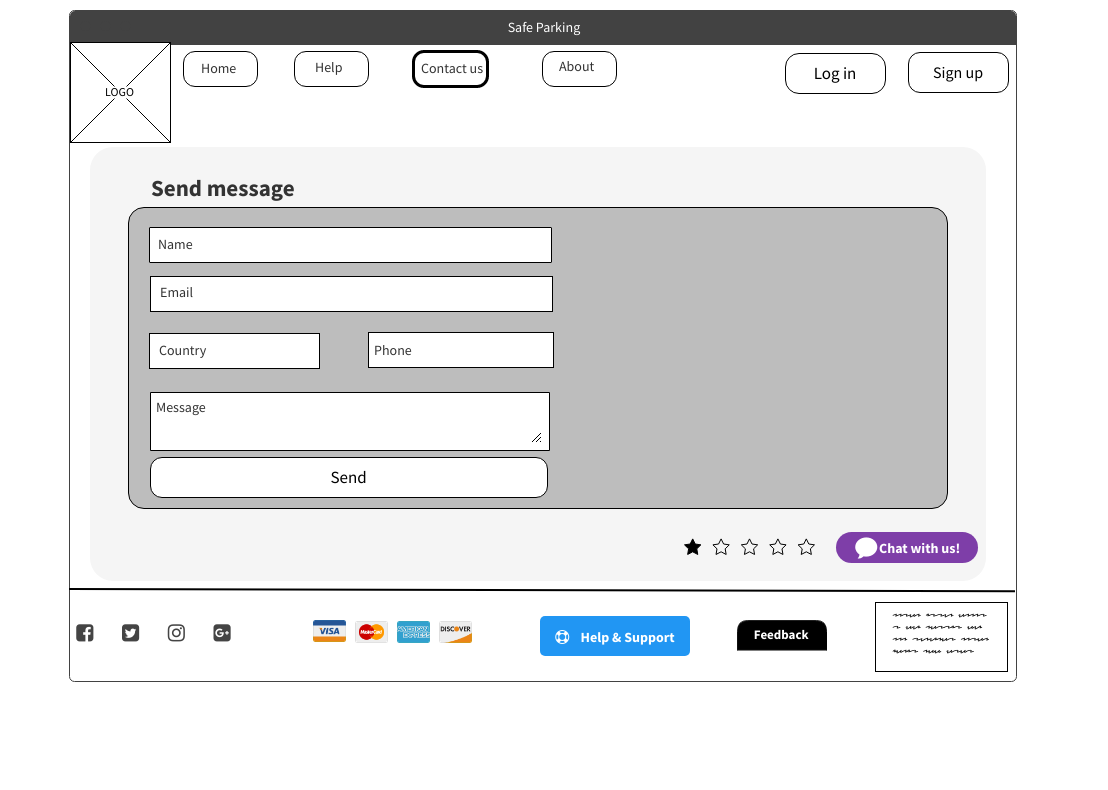 Safe Parking
LOGO
Home
Help
Contact us
About
Log in
Sign up
Send message
Name
Email
Country
Phone
Message
Send
Chat with us!
VISA
MasterCard
AMERICAN EXPRESS
DISCOVER
Help & Support
Feedback